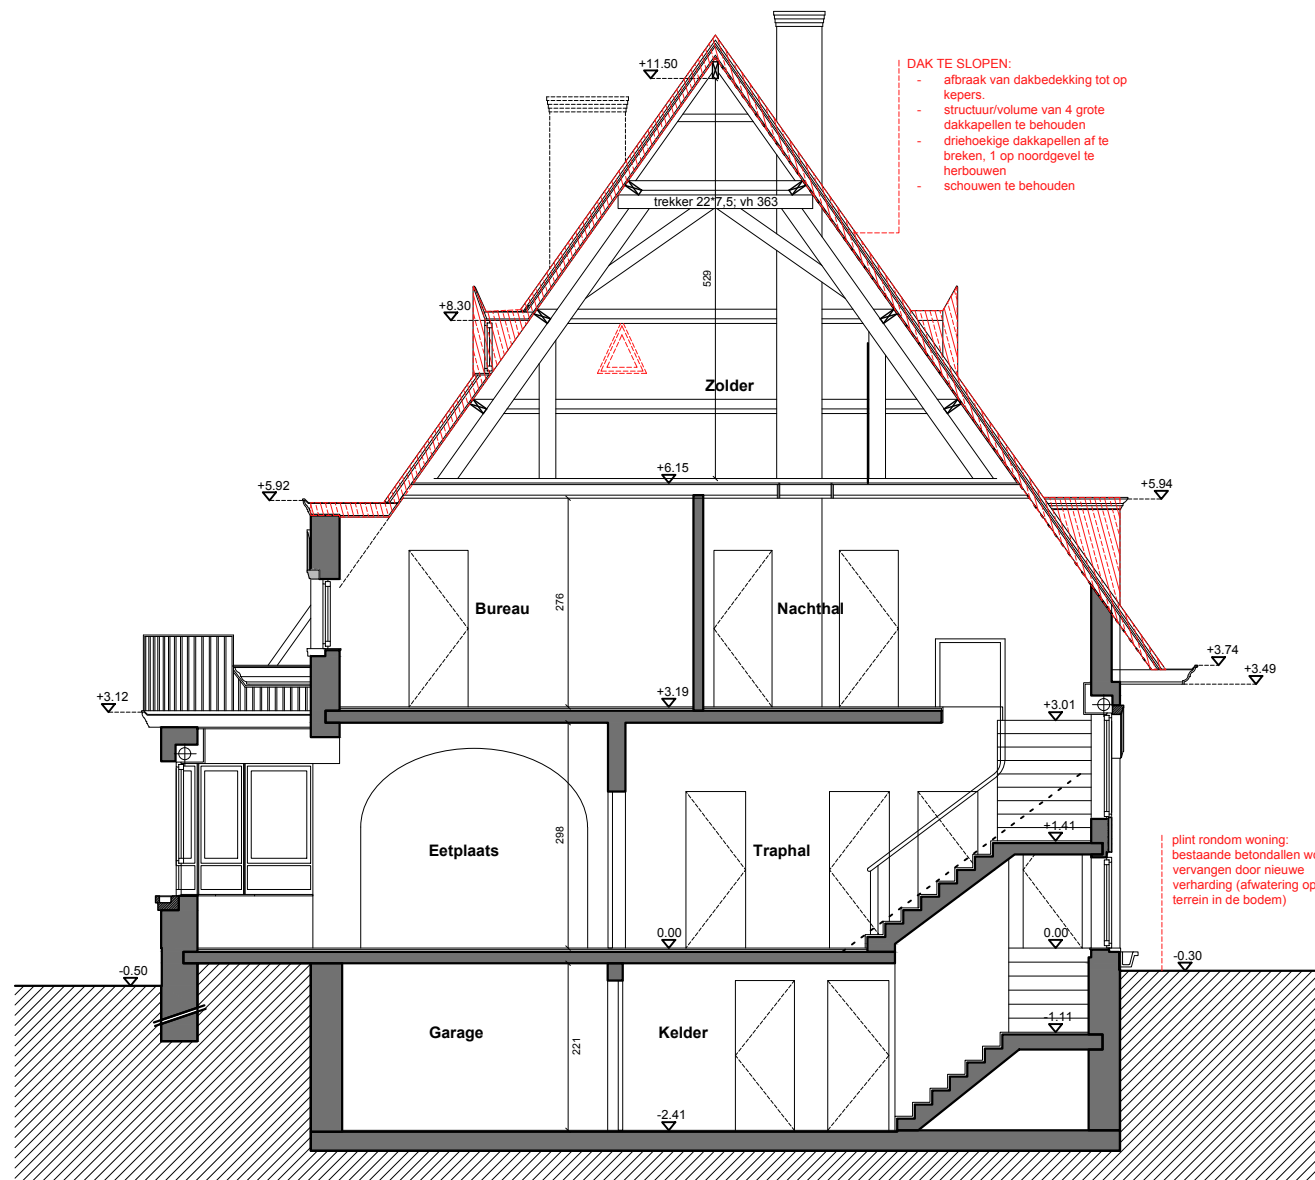 +11.50
DAK TE SLOPEN:
- afbraak van dakbedekking tot op
kepers.
- structuur/volume van 4 grote
dakkapellen te behouden
- driehoekige dakkapellen af te
breken, 1 op noordgevel te
herbouwen
- schouwen te behouden
trekker 22*7,5; vh 363
529
+8.30
Zolder
+6.15
+5.92
+5.94
276
Bureau
Nachthal
+3.74
+3.49
+3.19
+3.12
+3.01
298
Eetplaats
Traphal
+1.41
plint rondom woning:
bestaande betondallen
vervangen door nieuwe
verharding (afwatering op
terrein in de bodem)
0.00
0.00
-0.30
-0.50
Garage
221
Kelder
-1.11
-2.41